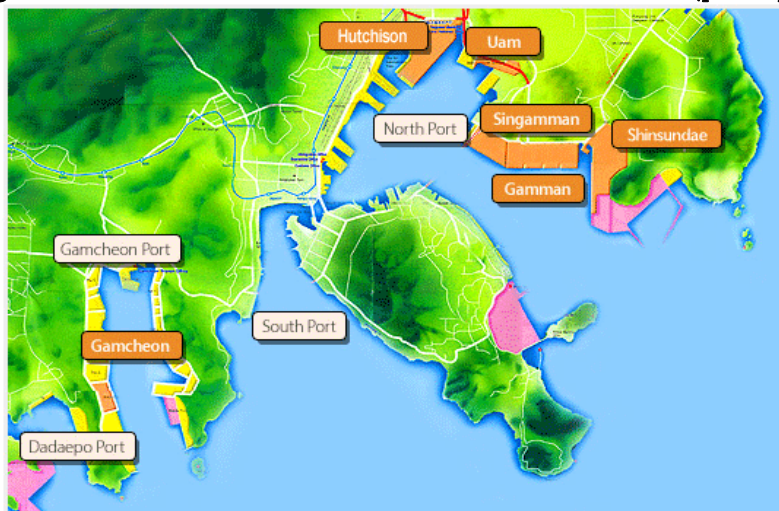 Hutchison
Uam
North Port
Singamman
Shinsundae
Gamman
Gamcheon Port
South Port
Gamcheon
Dadaepo Port